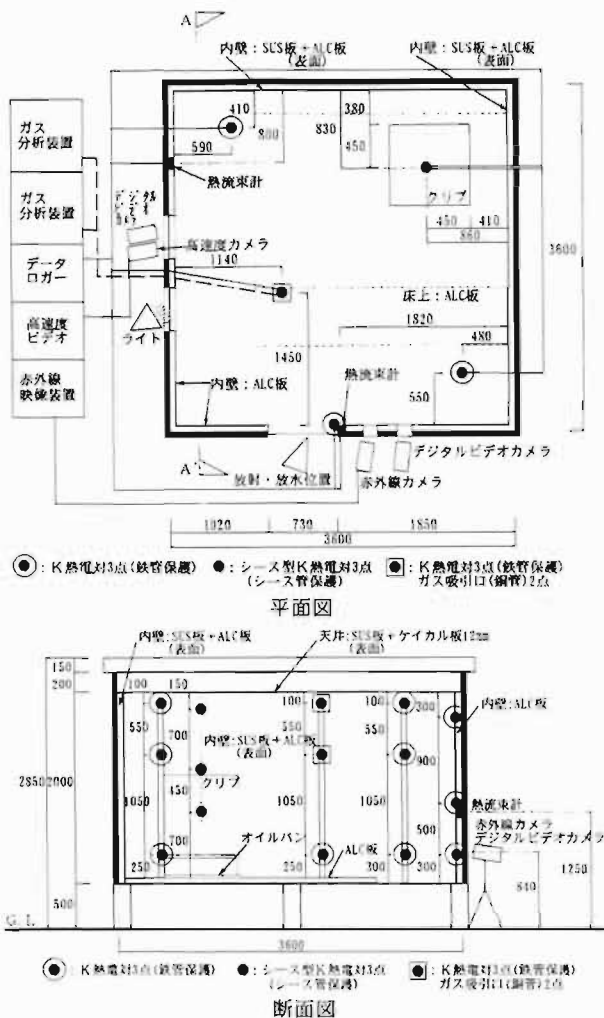 A
内壁：SUS板＋ALC板
(表面)
内壁：SUS板＋ALC板
(表面)
ガス
分析装置
ガス
分析装置
データ
ロガー
高速度
ビデオ
赤外線
映像装置
410
800
590
熱流束計
デジタル
ビデオ
カメラ
高速度カメラ
1140
ライト
内壁：ALC板
1450
380
830
450
クリブ
450
410
860
3600
床上：ALC板
1820
480
熱流束計
550
A'
放射・放水位置
デジタルビデオカメラ
赤外線カメラ
1020
730
1850
3600
：K熱電対3点(鉄管保護)
：シース型K熱電対3点
(シース管保護)
：K熱電対3点(鉄管保護)
ガス吸引口(銅管)2点
平面図
内壁:SUS板＋ALC板
(表面)
天井：SUS板＋ケイカル板12mm
(表面)
150
200
2850
2000
500
G.L.
100
150
550
700
1050
450
700
250
内壁:SUS板＋ALC板
(表面)
クリブ
オイルパン
100
550
1050
250
ALC板
100
550
1050
300
300
900
500
300
内壁:ALC板
熱流束計
赤外線カメラ
デジタルビデオカメラ
840
1250
3600
：K熱電対3点(鉄管保護)
：シース型K熱電対3点
(シース管保護)
：K熱電対3点(鉄管保護)
ガス吸引口(銅管)2点
断面図